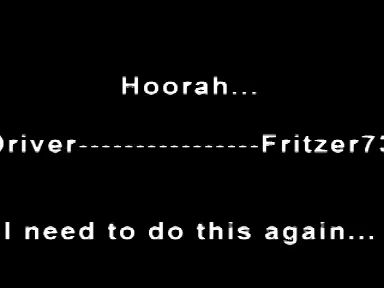 Hoorah...
Driver----------------Fritzer73
I need to do this again...